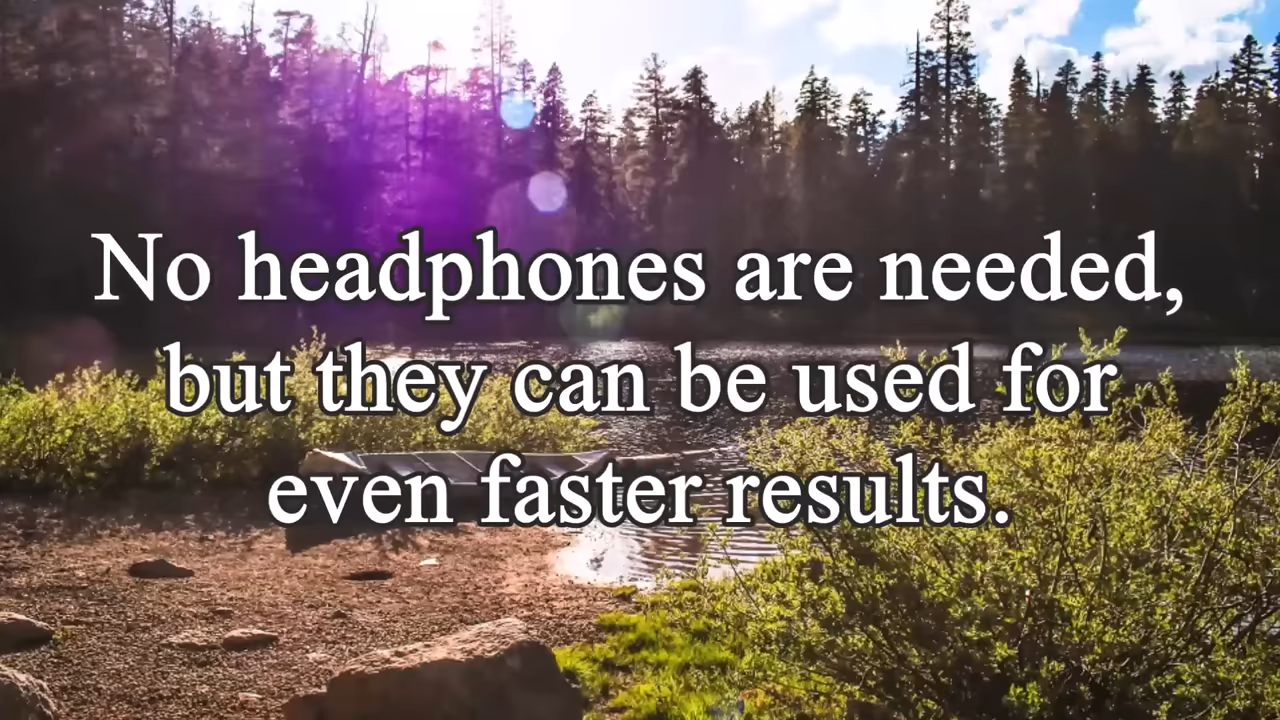 No headphones are needed,
but they can be used for
even faster results.